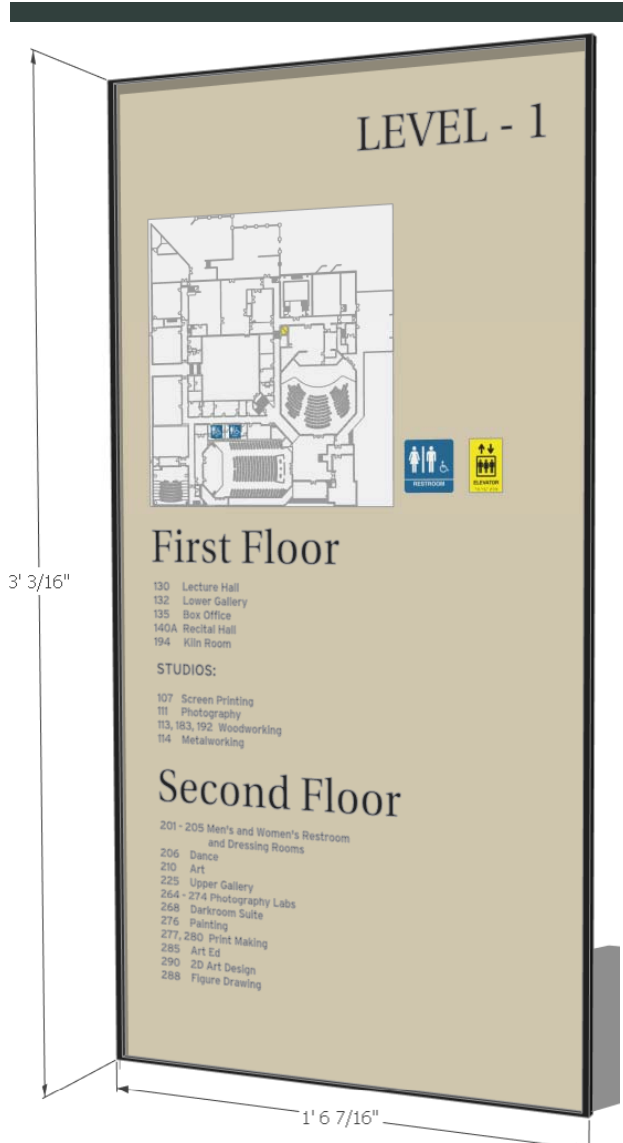 LEVEL - 1
RESTROOM
ELEVATOR
First Floor
130 Lecture Hall
132 Lower Gallery
135 Box Office
140A Recital Hall
194 Kiln Room
STUDIOS:
107 Screen Printing
111 Photography
113, 183, 192 Woodworking
114 Metalworking
3' 3/16"
Second Floor
201 - 205 Men's and Women's Restroom
and Dressing Rooms
206 Dance
210 Art
225 Upper Gallery
264 - 274 Photography Labs
268 Darkroom Suite
276 Painting
277, 280 Print Making
285 Art Ed
290 2D Art Design
288 Figure Drawing
1' 6 7/16"